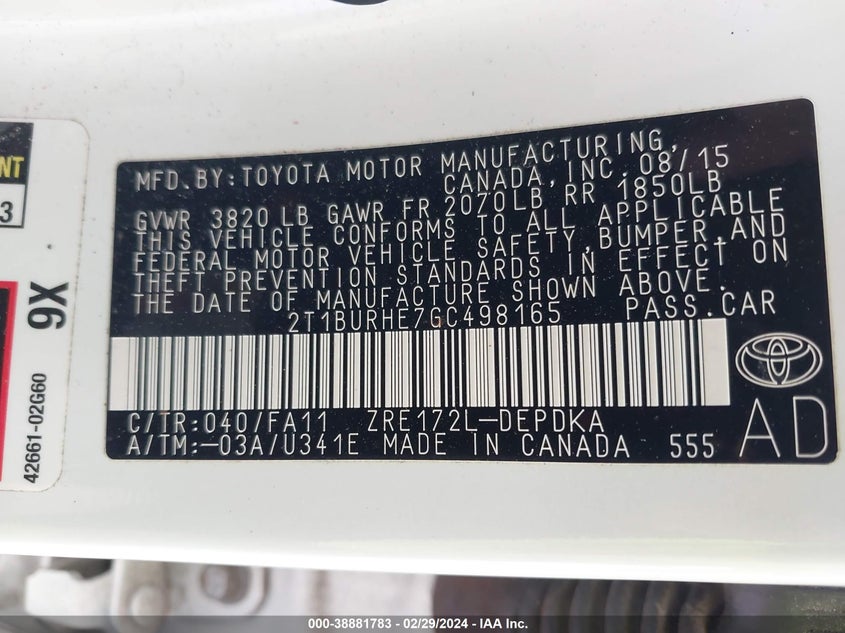 NT
3
9X
42661-02G60
MFD.BY:TOYOTA MOTOR MANUFACTURING,
CANADA,INC. 08/15
GVWR 3820 LB GAWR FR 2070LB, RR 1850LB
THIS VEHICLE CONFORMS TO ALL APPLICABLE
FEDERAL MOTOR VEHICLE SAFETY,BUMPER AND
THEFT PREVENTION STANDARDS IN EFFECT ON
THE DATE OF MANUFACTURE SHOWN ABOVE.
2T1BURHE7GC498165 PASS.CAR
C/TR:040/FA11 ZRE172L-DEPDKA
A/TM:-03A/U341E MADE IN CANADA 555
AD
000-38881783 - 02/29/2024 - IAA Inc.